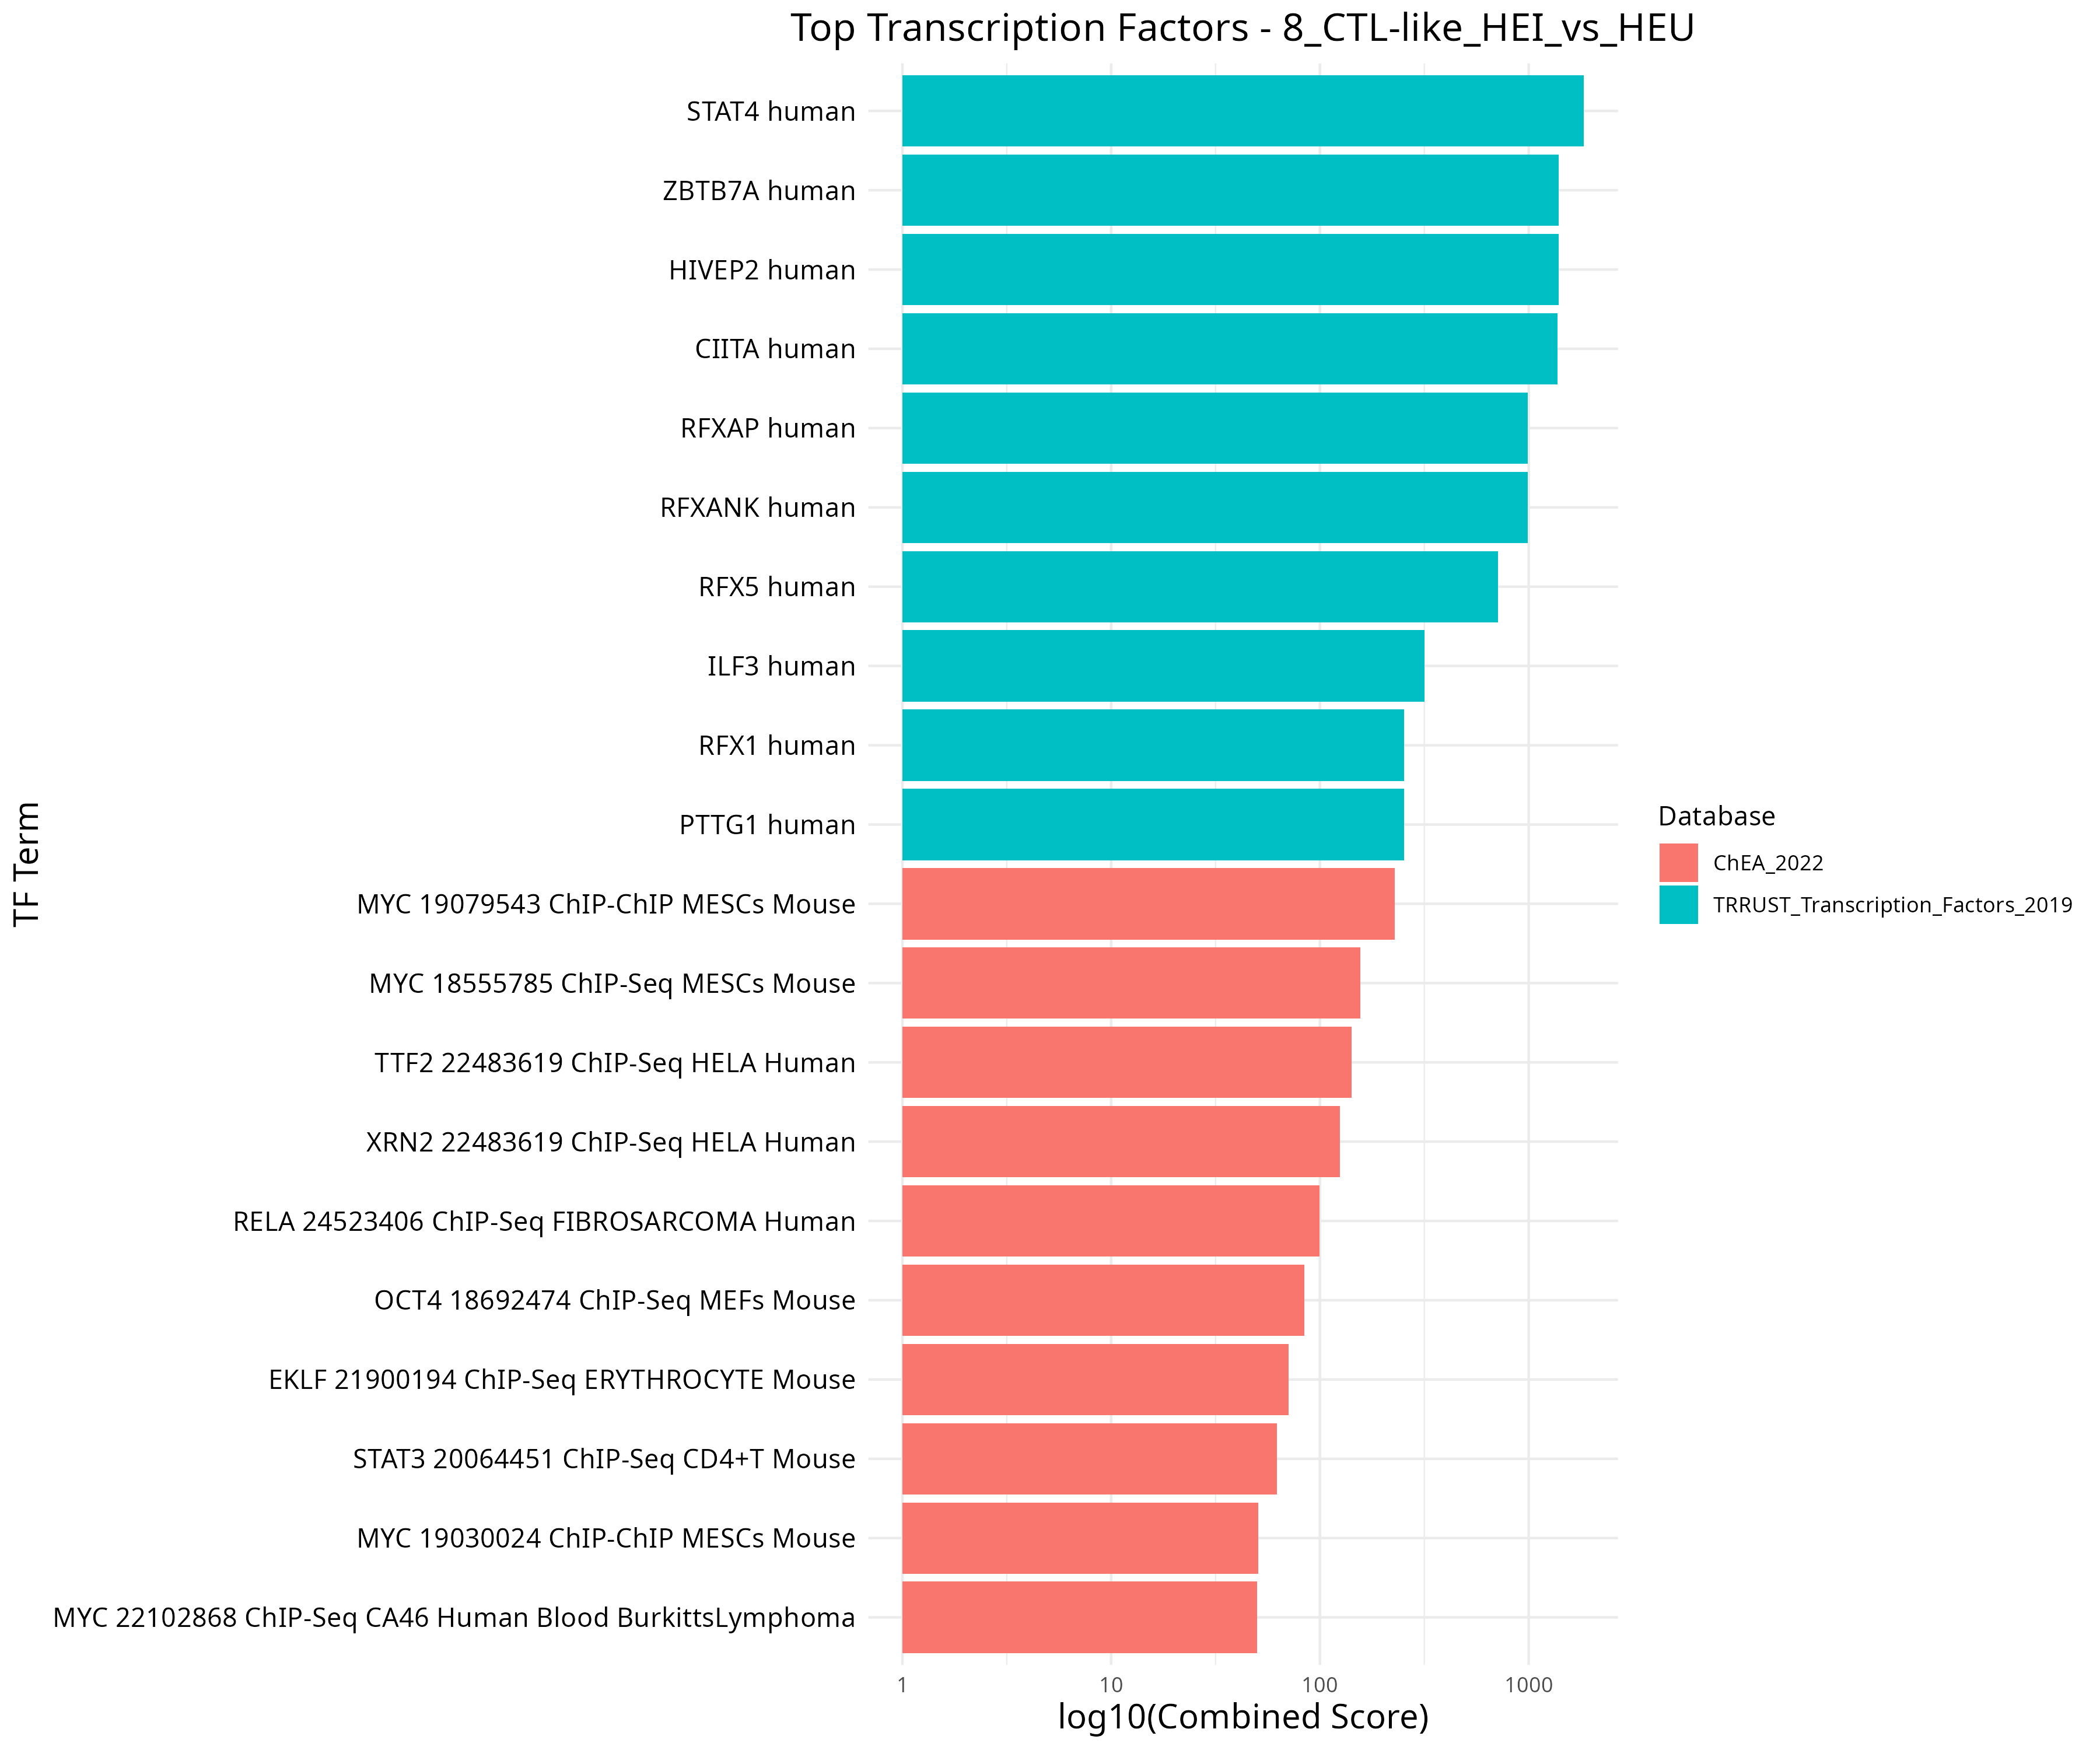 Top Transcription Factors - 8_CTL-like_HEI_vs_HEU
STAT4 human
ZBTB7A human
HIVEP2 human
CIITA human
RFXAP human
RFXANK human
RFX5 human
ILF3 human
RFX1 human
PTTG1 human
MYC 19079543 ChIP-ChIP MESCs Mouse
MYC 18555785 ChIP-Seq MESCs Mouse
TTF2 22483619 ChIP-Seq HELA Human
XRN2 22483619 ChIP-Seq HELA Human
RELA 24523406 ChIP-Seq FIBROSARCOMA Human
OCT4 18692474 ChIP-Seq MEFs Mouse
EKLF 21900194 ChIP-Seq ERYTHROCYTE Mouse
STAT3 20064451 ChIP-Seq CD4+T Mouse
MYC 19030024 ChIP-ChIP MESCs Mouse
MYC 22102868 ChIP-Seq CA46 Human Blood BurkittsLymphoma
TF Term
1 10 100 1000
log10(Combined Score)
Database
ChEA_2022
TRRUST_Transcription_Factors_2019